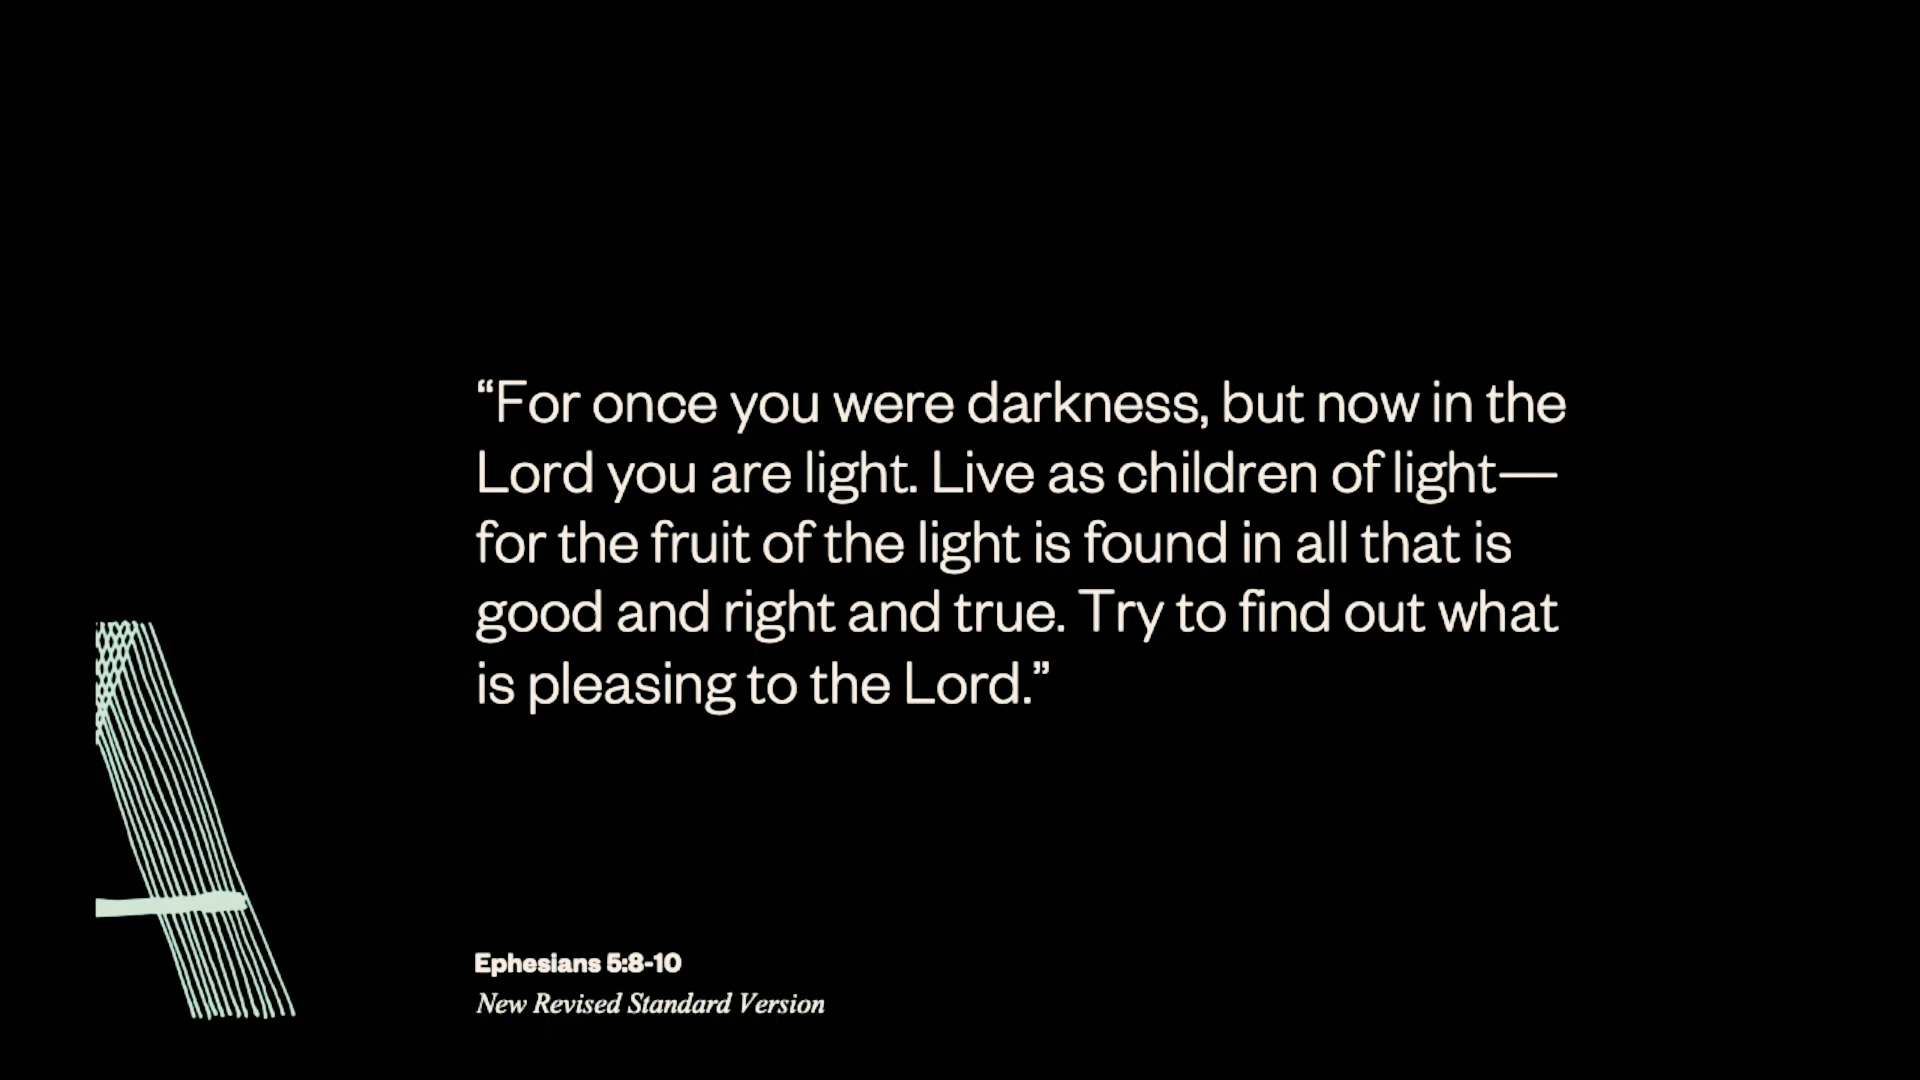 “For once you were darkness, but now in the
Lord you are light. Live as children of light—
for the fruit of the light is found in all that is
good and right and true. Try to find out what
is pleasing to the Lord.”
Ephesians 5:8-10
New Revised Standard Version